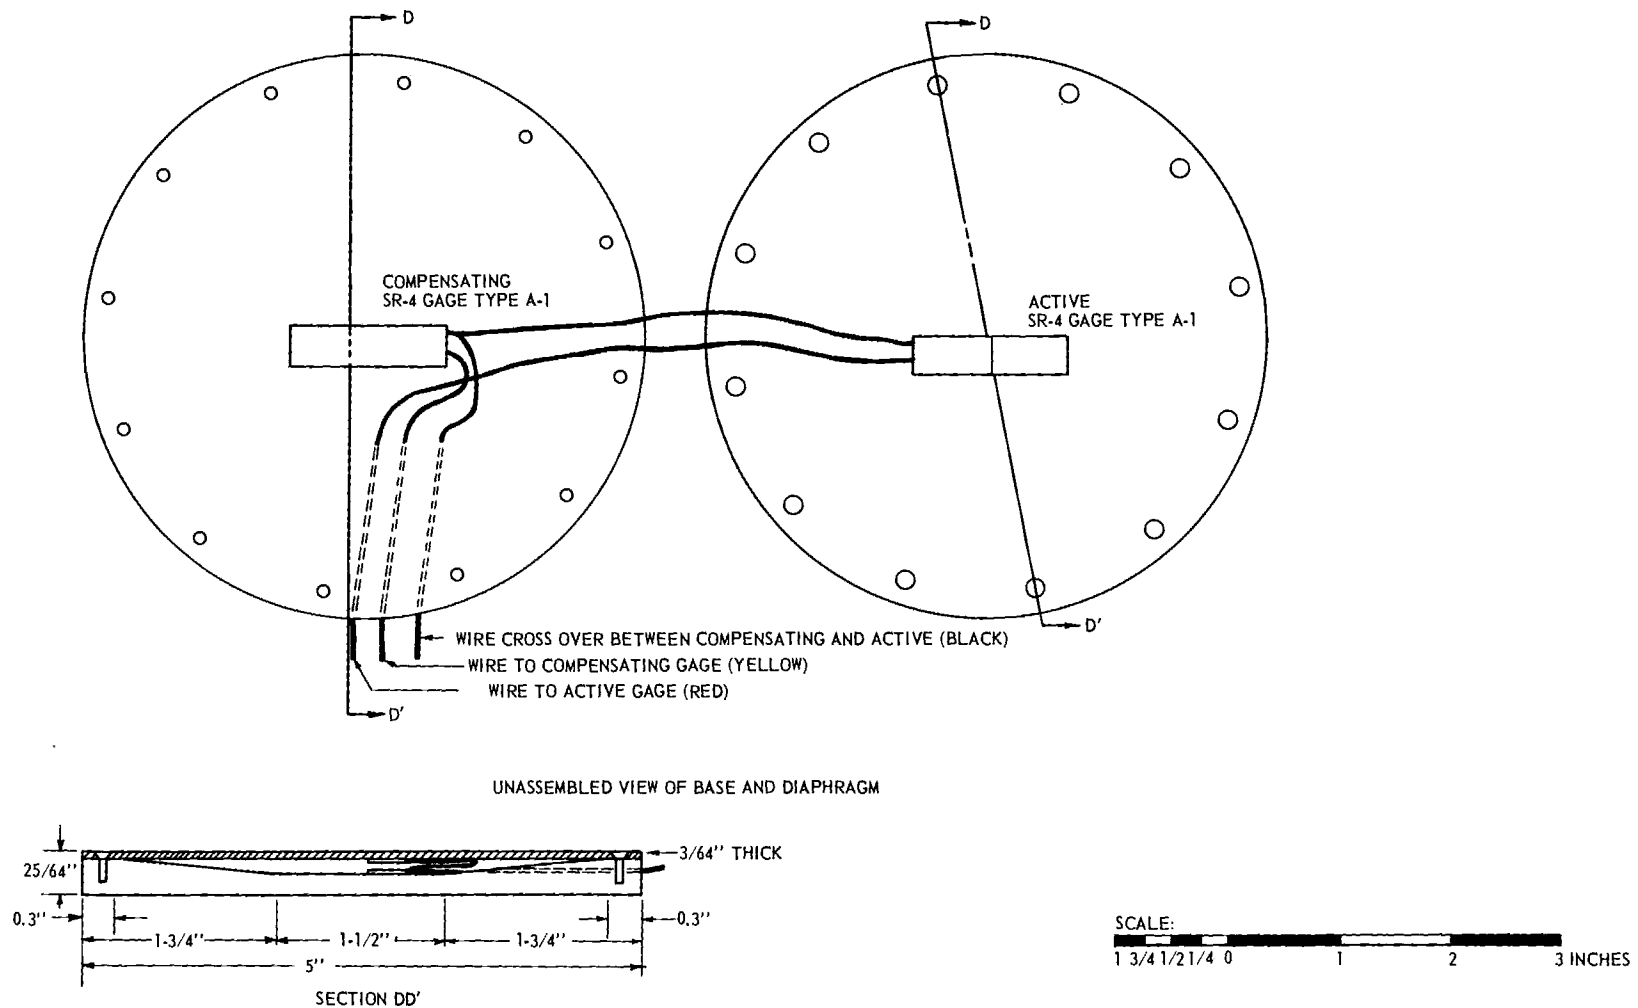 D
D
COMPENSATING
SR-4 GAGE TYPE A-1
ACTIVE
SR-4 GAGE TYPE A-1
D'
WIRE CROSS OVER BETWEEN COMPENSATING AND ACTIVE (BLACK)
WIRE TO COMPENSATING GAGE (YELLOW)
WIRE TO ACTIVE GAGE (RED)
D'
UNASSEMBLED VIEW OF BASE AND DIAPHRAGM
3/64'' THICK
25/64''
0.3''
0.3''
1-3/4'' 1-1/2'' 1-3/4''
5''
SECTION DD'
SCALE:
1 3/4 1/2 1/4 0 1 2 3 INCHES